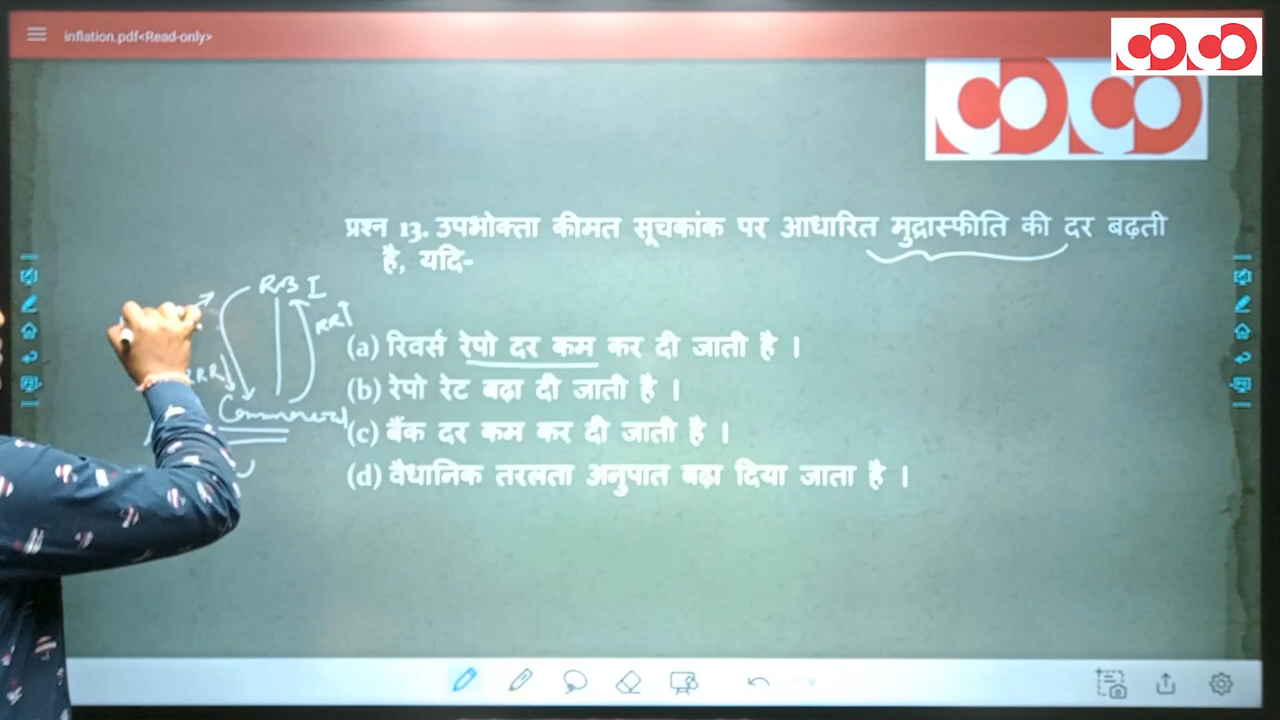 inflation.pdf<Read-only>
प्रश्न 13. उपभोक्ता कीमत सूचकांक पर आधारित मुद्रास्फीति की दर बढ़ती
है, यदि-
(a) रिवर्स रेपो दर कम कर दी जाती है ।
(b) रेपो रेट बढ़ा दी जाती है ।
(c) बैंक दर कम कर दी जाती है ।
(d) वैधानिक तरलता अनुपात बढ़ा दिया जाता है ।
RBI
RR
RRR
Commercial